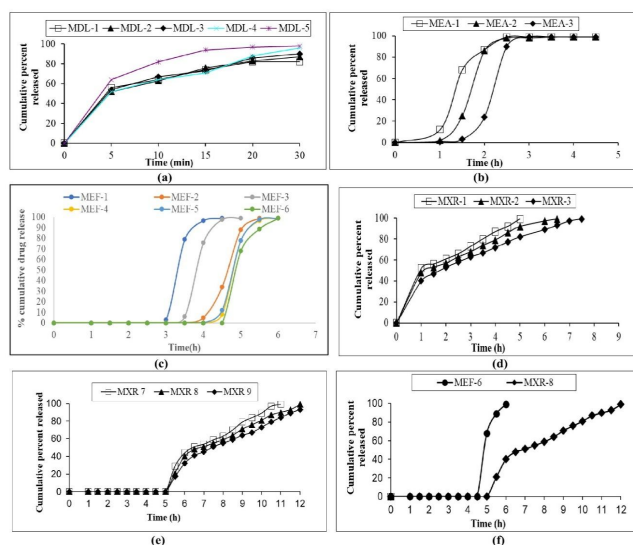 MDL-1 MDL-2 MDL-3 MDL-4 MDL-5
Cumulative percent released
100
80
60
40
20
0
0 5 10 15 20 30
Time (min)
(a)
MEA-1 MEA-2 MEA-3
Cumulative percent released
100
80
60
40
20
0
0 1 2 3 4 5
Time (h)
(b)
MEF-1 MEF-2 MEF-3
MEF-4 MEF-5 MEF-6
% cumulative drug release
100
90
80
70
60
50
40
30
20
10
0
0 1 2 3 4 5 6 7
Time(h)
(c)
MXR-1 MXR-2 MXR-3
Cumulative percent released
100
80
60
40
20
0
0 1 2 3 4 5 6 7 8
Time (h)
(d)
MXR 7 MXR 8 MXR 9
Cumulative percent released
100
80
60
40
20
0
0 1 2 3 4 5 6 7 8 9 10 11 12
Time (h)
(e)
MEF-6 MXR-8
Cumulative percent released
100
80
60
40
20
0
0 1 2 3 4 5 6 7 8 9 10 11 12
Time (h)
(f)